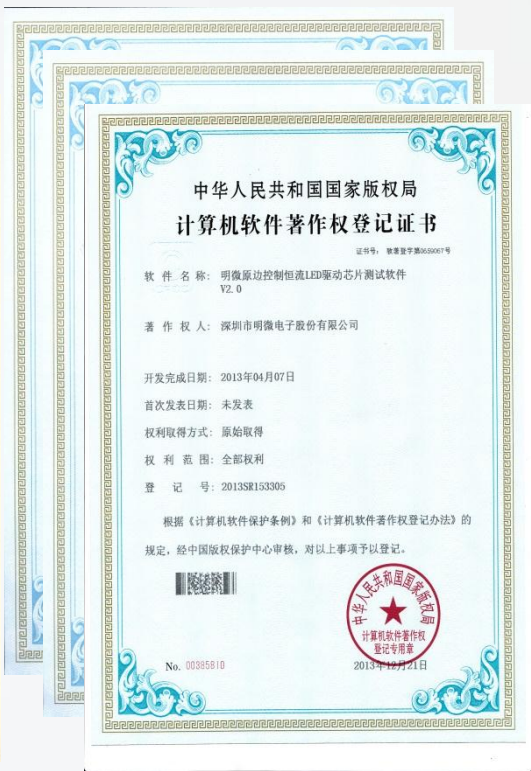 中华人民共和国国家版权局
计算机软件著作权登记证书
证书号： 软著登字第0659067号
软件名称： 明微原边控制恒流LED驱动芯片测试软件
V2.0
著作权人： 深圳市明微电子股份有限公司
开发完成日期： 2013年04月07日
首次发表日期： 未发表
权利取得方式： 原始取得
权利范围： 全部权利
登记号： 2013SR153305
根据《计算机软件保护条例》和《计算机软件著作权登记办法》的
规定，经中国版权保护中心审核，对以上事项予以登记。
中华人民共和国国家版权局
计算机软件著作权
登记专用章
No. 00385810
2013年12月21日